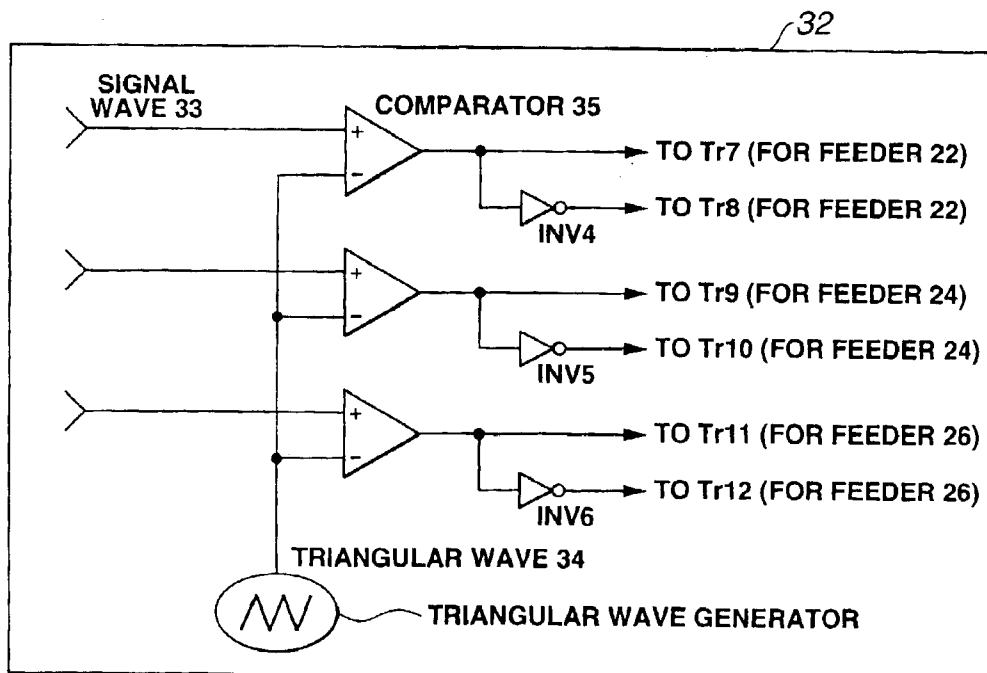 32
SIGNAL
WAVE 33
COMPARATOR 35
+
−
TO Tr7 (FOR FEEDER 22)
TO Tr8 (FOR FEEDER 22)
INV4
+
−
TO Tr9 (FOR FEEDER 24)
TO Tr10 (FOR FEEDER 24)
INV5
+
−
TO Tr11 (FOR FEEDER 26)
TO Tr12 (FOR FEEDER 26)
INV6
TRIANGULAR WAVE 34
TRIANGULAR WAVE GENERATOR